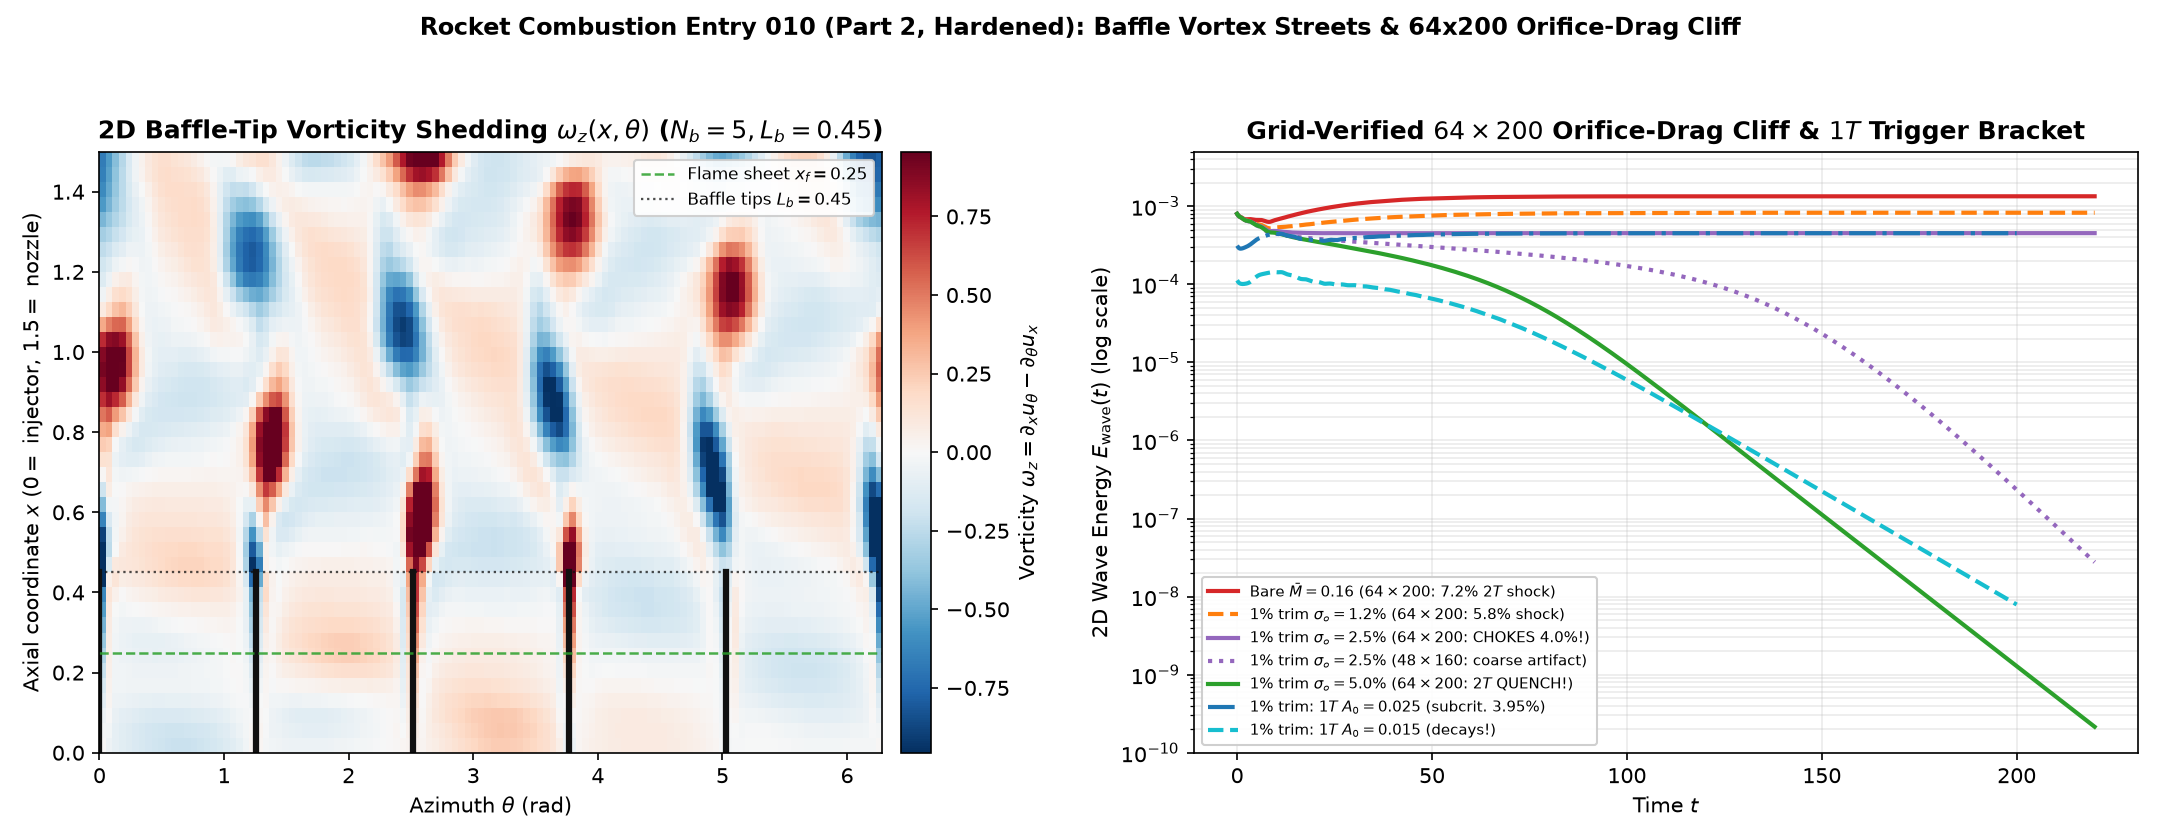 Rocket Combustion Entry 010 (Part 2, Hardened): Baffle Vortex Streets & 64x200 Orifice-Drag Cliff
2D Baffle-Tip Vorticity Shedding ω_z(x, θ) (N_b = 5, L_b = 0.45)
Axial coordinate x (0 = injector, 1.5 = nozzle)
1.4
1.2
1.0
0.8
0.6
0.4
0.2
0.0
Flame sheet x_f = 0.25
Baffle tips L_b = 0.45
0
1
2
3
4
5
6
Azimuth θ (rad)
0.75
0.50
0.25
0.00
−0.25
−0.50
−0.75
Vorticity ω_z = ∂_x u_θ − ∂_θ u_x
Grid-Verified 64 × 200 Orifice-Drag Cliff & 1T Trigger Bracket
2D Wave Energy E_wave(t) (log scale)
10⁻³
10⁻⁴
10⁻⁵
10⁻⁶
10⁻⁷
10⁻⁸
10⁻⁹
10⁻¹⁰
Bare M̄ = 0.16 (64 × 200: 7.2% 2T shock)
1% trim σ_o = 1.2% (64 × 200: 5.8% shock)
1% trim σ_o = 2.5% (64 × 200: CHOKES 4.0%!)
1% trim σ_o = 2.5% (48 × 160: coarse artifact)
1% trim σ_o = 5.0% (64 × 200: 2T QUENCH!)
1% trim: 1T A₀ = 0.025 (subcrit. 3.95%)
1% trim: 1T A₀ = 0.015 (decays!)
0
50
100
150
200
Time t